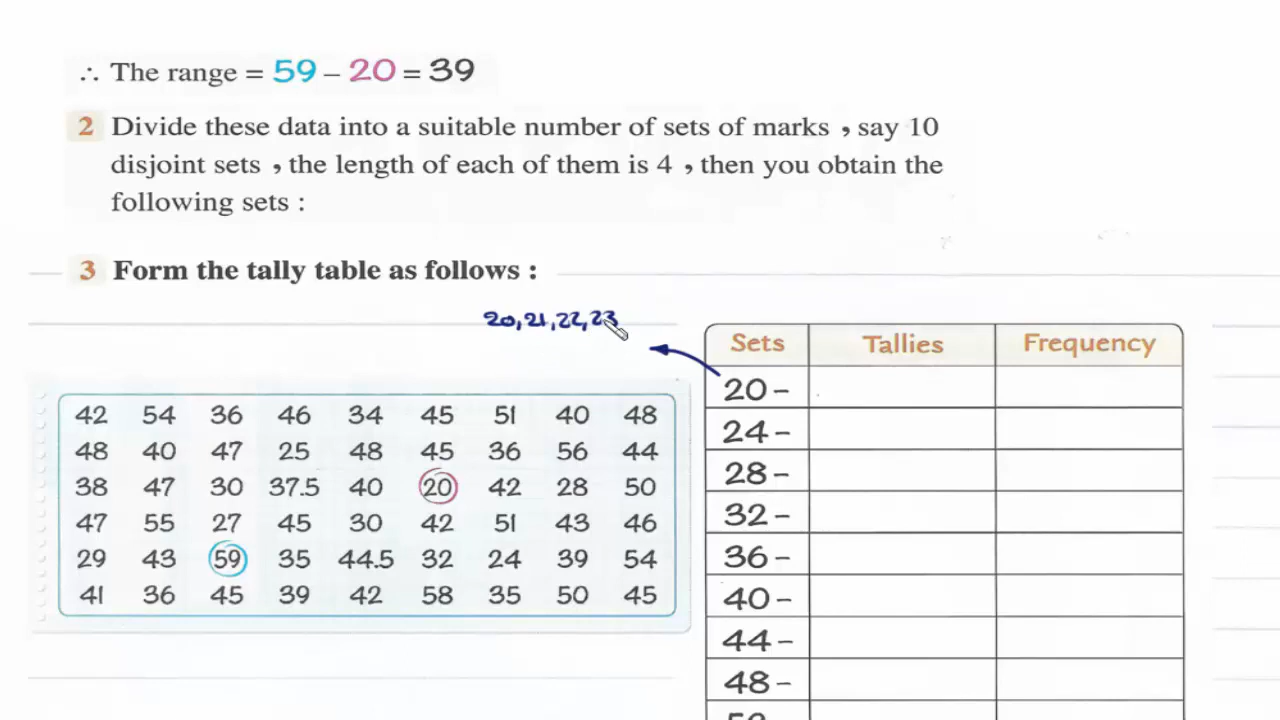 ∴ The range = 59 – 20 = 39
2 Divide these data into a suitable number of sets of marks , say 10
disjoint sets , the length of each of them is 4 , then you obtain the
following sets :
3 Form the tally table as follows :
20,21,22,23
42 54 36 46 34 45 51 40 48
48 40 47 25 48 45 36 56 44
38 47 30 37.5 40 20 42 28 50
47 55 27 45 30 42 51 43 46
29 43 59 35 44.5 32 24 39 54
41 36 45 39 42 58 35 50 45
Sets Tallies Frequency
20 –
24 –
28 –
32 –
36 –
40 –
44 –
48 –